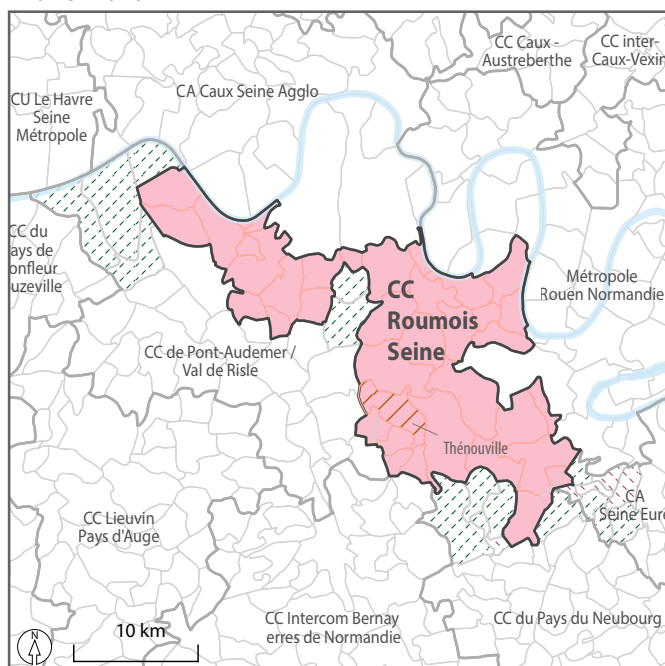 CC Caux -
Austreberthe
CC inter-
Caux-Vexin
CA Caux Seine Agglo
CU Le Havre
Seine
Métropole
CC du
ays de
onfleur
uzeville
Métropole
Rouen Normandie
CC
Roumois
Seine
CC de Pont-Audemer /
Val de Risle
Thénouville
CA
Seine Eure
CC Lieuvin
Pays d'Auge
CC Intercom Bernay
erres de Normandie
CC du Pays du Neubourg
N
10 km